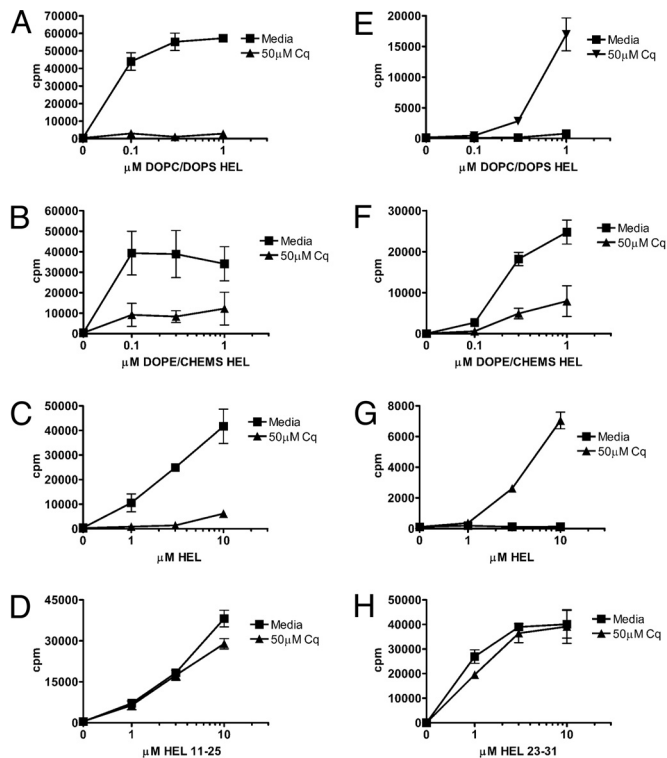 A
70000
60000
50000
40000
30000
20000
10000
0
cpm
0
0.1
1
μM DOPC/DOPS HEL
Media
50μM Cq
B
60000
50000
40000
30000
20000
10000
0
cpm
0
0.1
1
μM DOPE/CHEMS HEL
Media
50μM Cq
C
50000
40000
30000
20000
10000
0
cpm
0
1
10
μM HEL
Media
50μM Cq
D
45000
30000
15000
0
cpm
0
1
10
μM HEL 11-25
Media
50μM Cq
E
20000
15000
10000
5000
0
cpm
0
0.1
1
μM DOPC/DOPS HEL
Media
50μM Cq
F
30000
20000
10000
0
cpm
0
0.1
1
μM DOPE/CHEMS HEL
Media
50μM Cq
G
8000
6000
4000
2000
0
cpm
0
1
10
μM HEL
Media
50μM Cq
H
50000
40000
30000
20000
10000
0
cpm
0
1
10
μM HEL 23-31
Media
50μM Cq